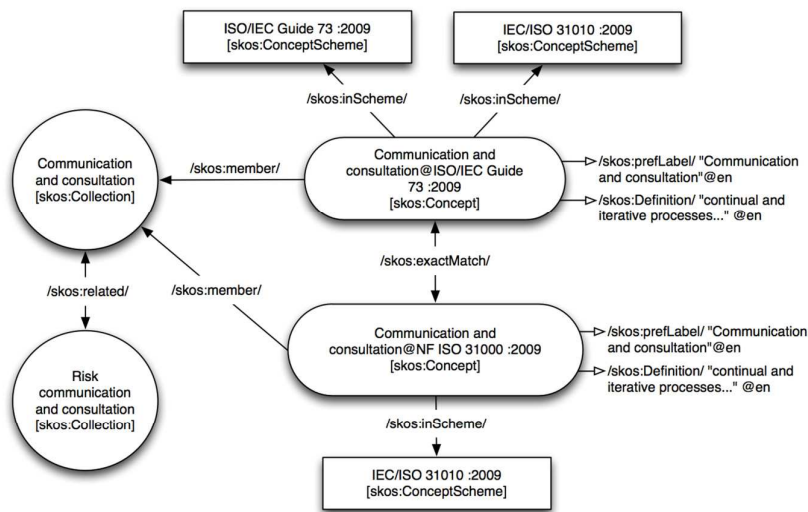 ISO/IEC Guide 73 :2009
[skos:ConceptScheme]
IEC/ISO 31010 :2009
[skos:ConceptScheme]
/skos:inScheme/
/skos:inScheme/
Communication
and consultation
[skos:Collection]
/skos:member/
Communication and
consultation@ISO/IEC Guide
73 :2009
[skos:Concept]
/skos:prefLabel/ "Communication
and consultation"@en
/skos:Definition/ "continual and
iterative processes..." @en
/skos:related/
/skos:member/
/skos:exactMatch/
Risk
communication
and consultation
[skos:Collection]
Communication and
consultation@NF ISO 31000 :2009
[skos:Concept]
/skos:prefLabel/ "Communication
and consultation"@en
/skos:Definition/ "continual and
iterative processes..." @en
/skos:inScheme/
IEC/ISO 31010 :2009
[skos:ConceptScheme]